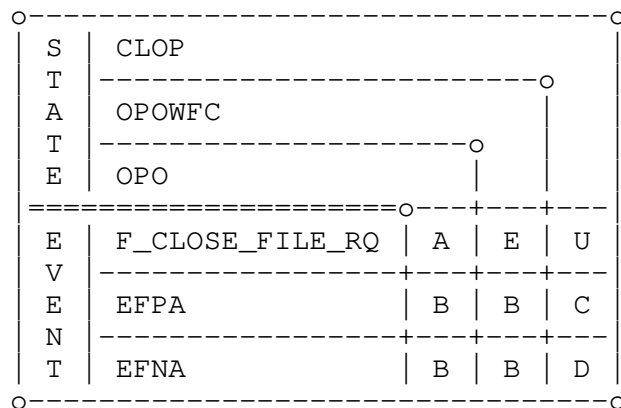 S CLOP
T
A OPOWFC
T
E OPO
E F_CLOSE_FILE_RQ | A | E | U
V
E EFPA | B | B | C
N
T EFNA | B | B | D